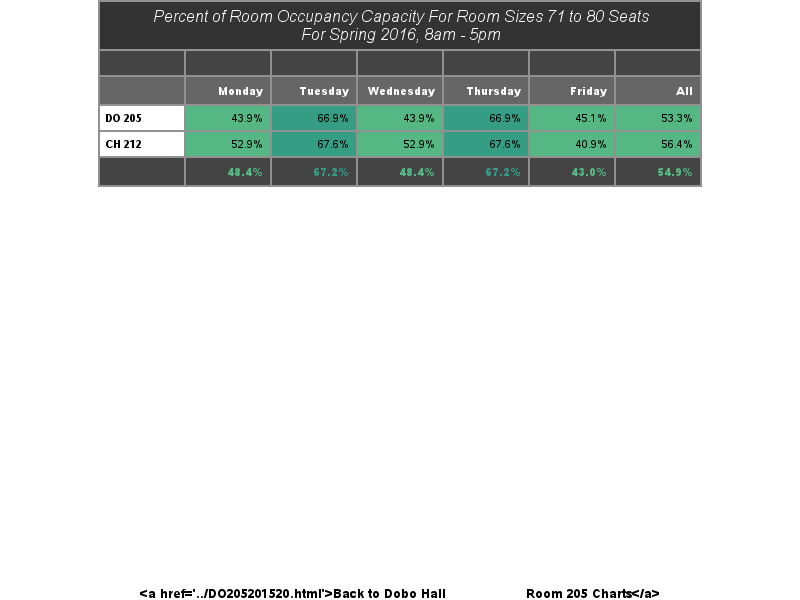 Percent of Room Occupancy Capacity For Room Sizes 71 to 80 Seats
For Spring 2016, 8am - 5pm
Monday Tuesday Wednesday Thursday Friday All
DO 205 43.9% 66.9% 43.9% 66.9% 45.1% 53.3%
CH 212 52.9% 67.6% 52.9% 67.6% 40.9% 56.4%
48.4% 67.2% 48.4% 67.2% 43.0% 54.9%
<a href='../DO205201520.html'>Back to Dobo Hall Room 205 Charts</a>